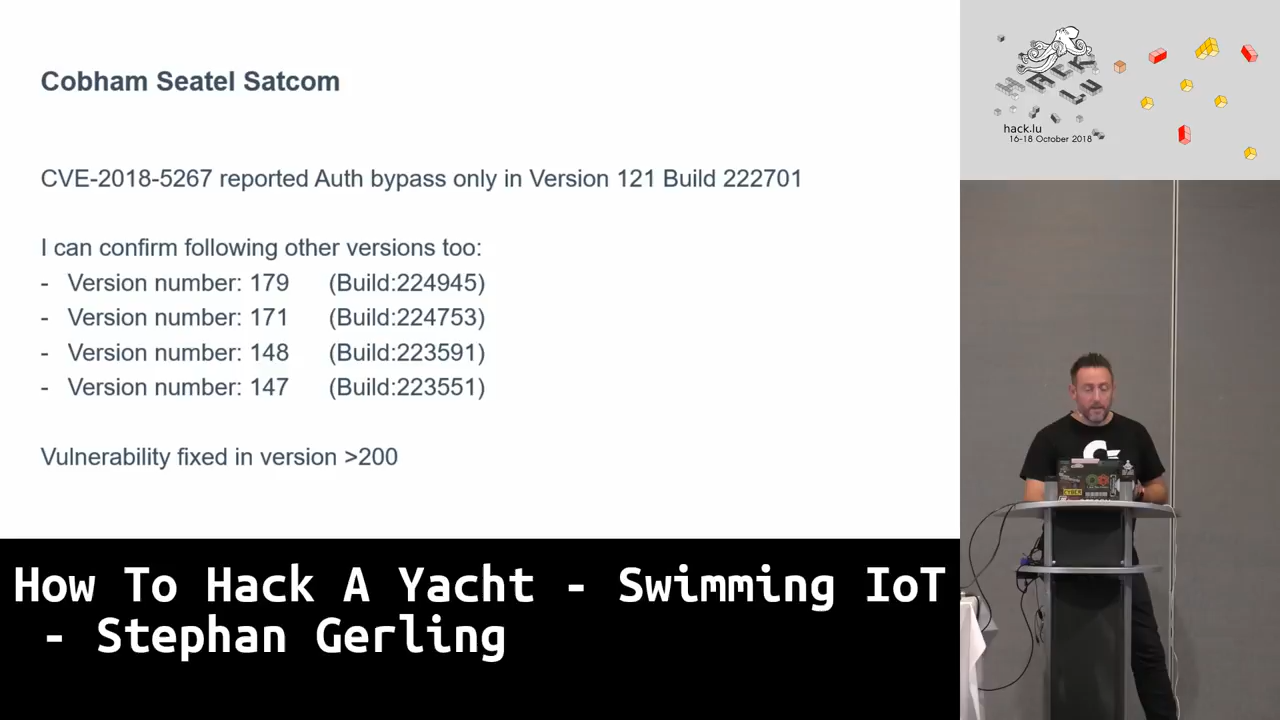 Cobham Seatel Satcom
CVE-2018-5267 reported Auth bypass only in Version 121 Build 222701
I can confirm following other versions too:
- Version number: 179 (Build:224945)
- Version number: 171 (Build:224753)
- Version number: 148 (Build:223591)
- Version number: 147 (Build:223551)
Vulnerability fixed in version >200
HACK
LU
hack.lu
16-18 October 2018
CYBER
How To Hack A Yacht - Swimming IoT
- Stephan Gerling